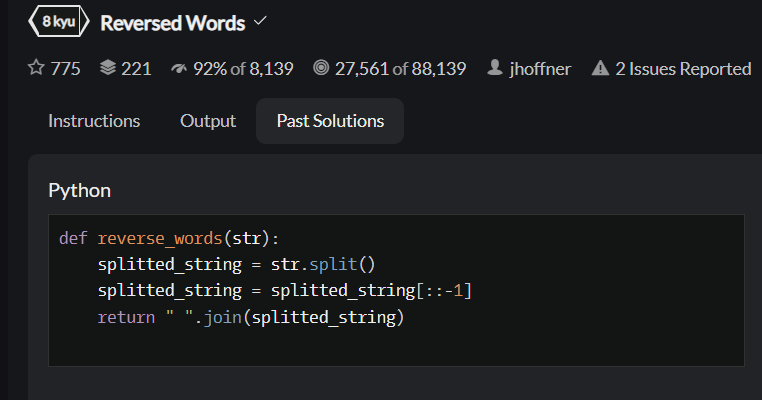 8 kyu Reversed Words
775 221 92% of 8,139 27,561 of 88,139 jhoffner 2 Issues Reported
Instructions Output Past Solutions
Python
def reverse_words(str):
    splitted_string = str.split()
    splitted_string = splitted_string[::-1]
    return " ".join(splitted_string)